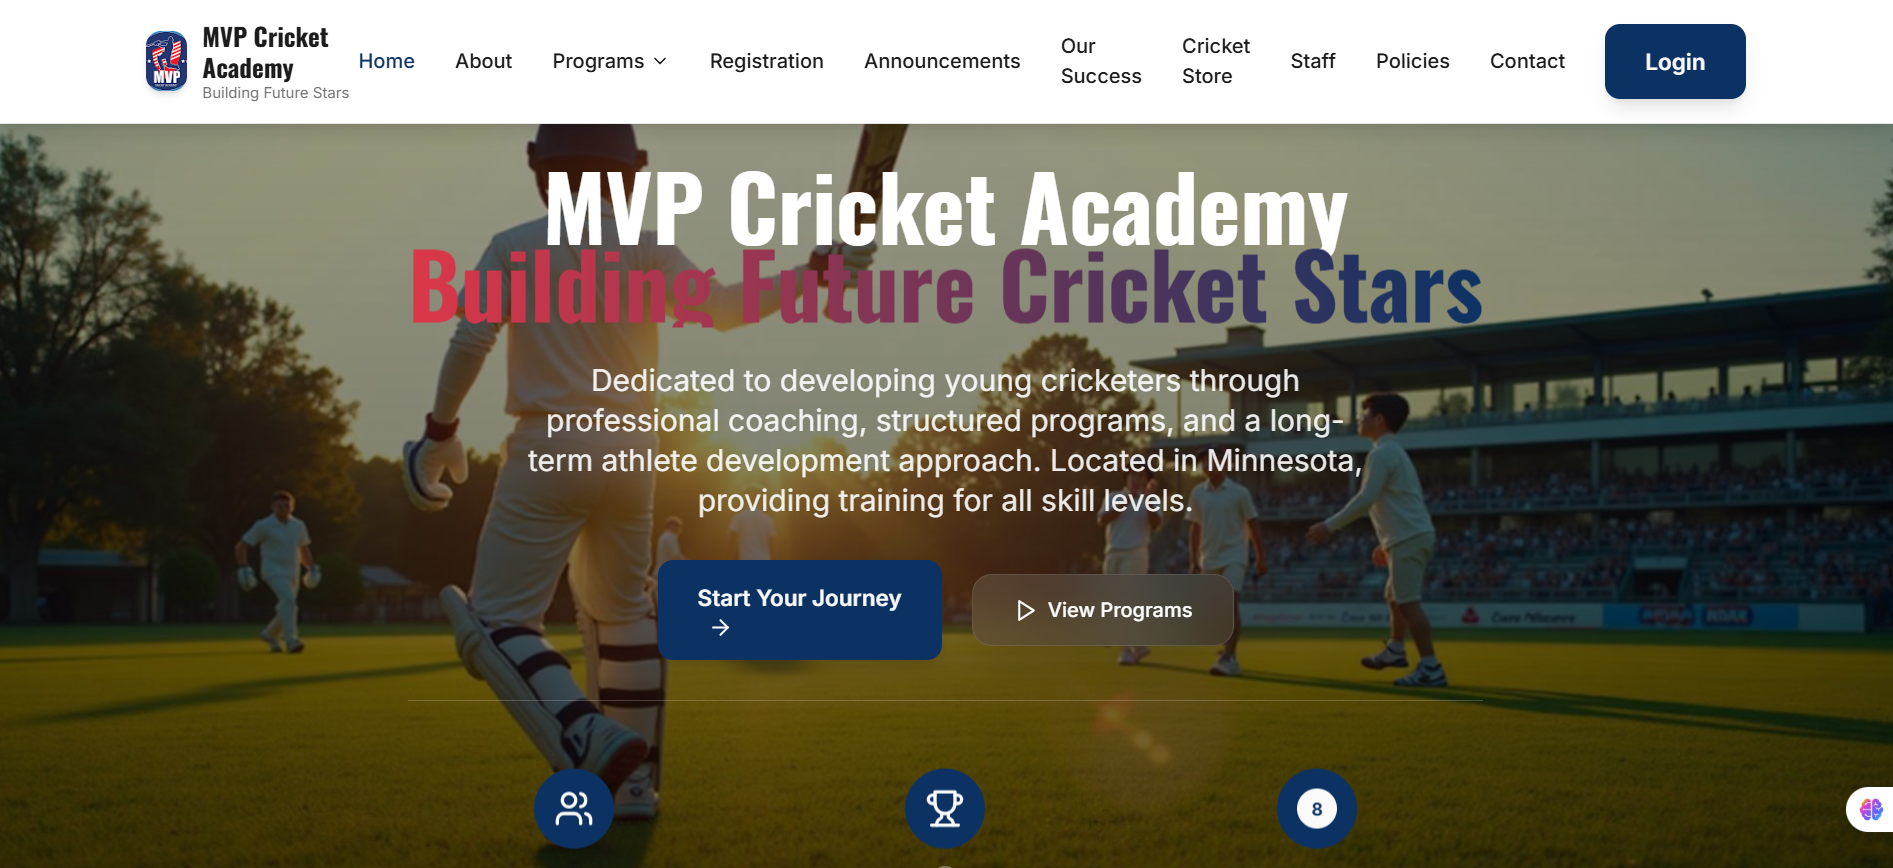 MVP
MVP Cricket
Academy
Building Future Stars
Home
About
Programs
Registration
Announcements
Our
Success
Cricket
Store
Staff
Policies
Contact
Login
MVP Cricket Academy
Building Future Cricket Stars
Dedicated to developing young cricketers through
professional coaching, structured programs, and a long-
term athlete development approach. Located in Minnesota,
providing training for all skill levels.
Start Your Journey
View Programs
8